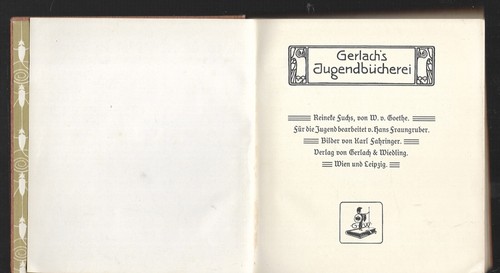 Gerlach's
Jugendbücherei
Reineke Fuchs, von W. v. Goethe.
Für die Jugend bearbeitet v. Hans Fraungruber.
Bilder von Karl Fahringer.
Verlag von Gerlach & Wiedling.
Wien und Leipzig.